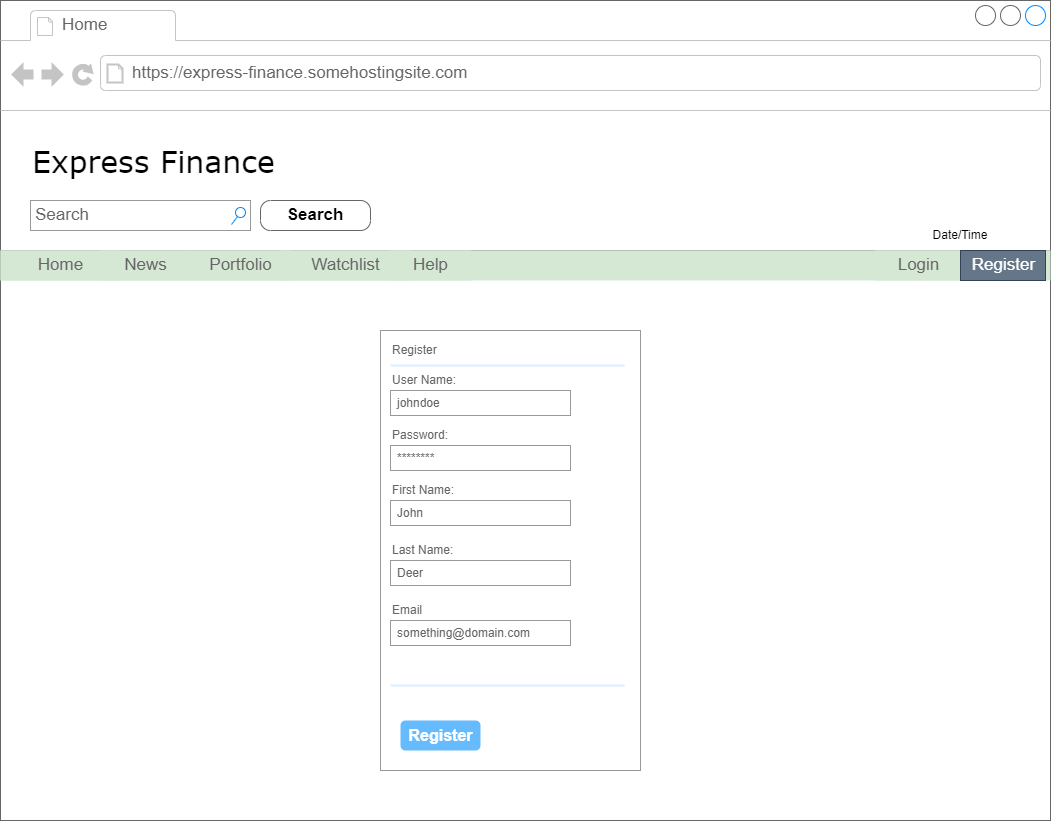 Home
https://express-finance.somehostingsite.com
Express Finance
Search Search
Date/Time
Home News Portfolio Watchlist Help Login Register
Register
User Name:
johndoe
Password:
********
First Name:
John
Last Name:
Deer
Email
something@domain.com
Register